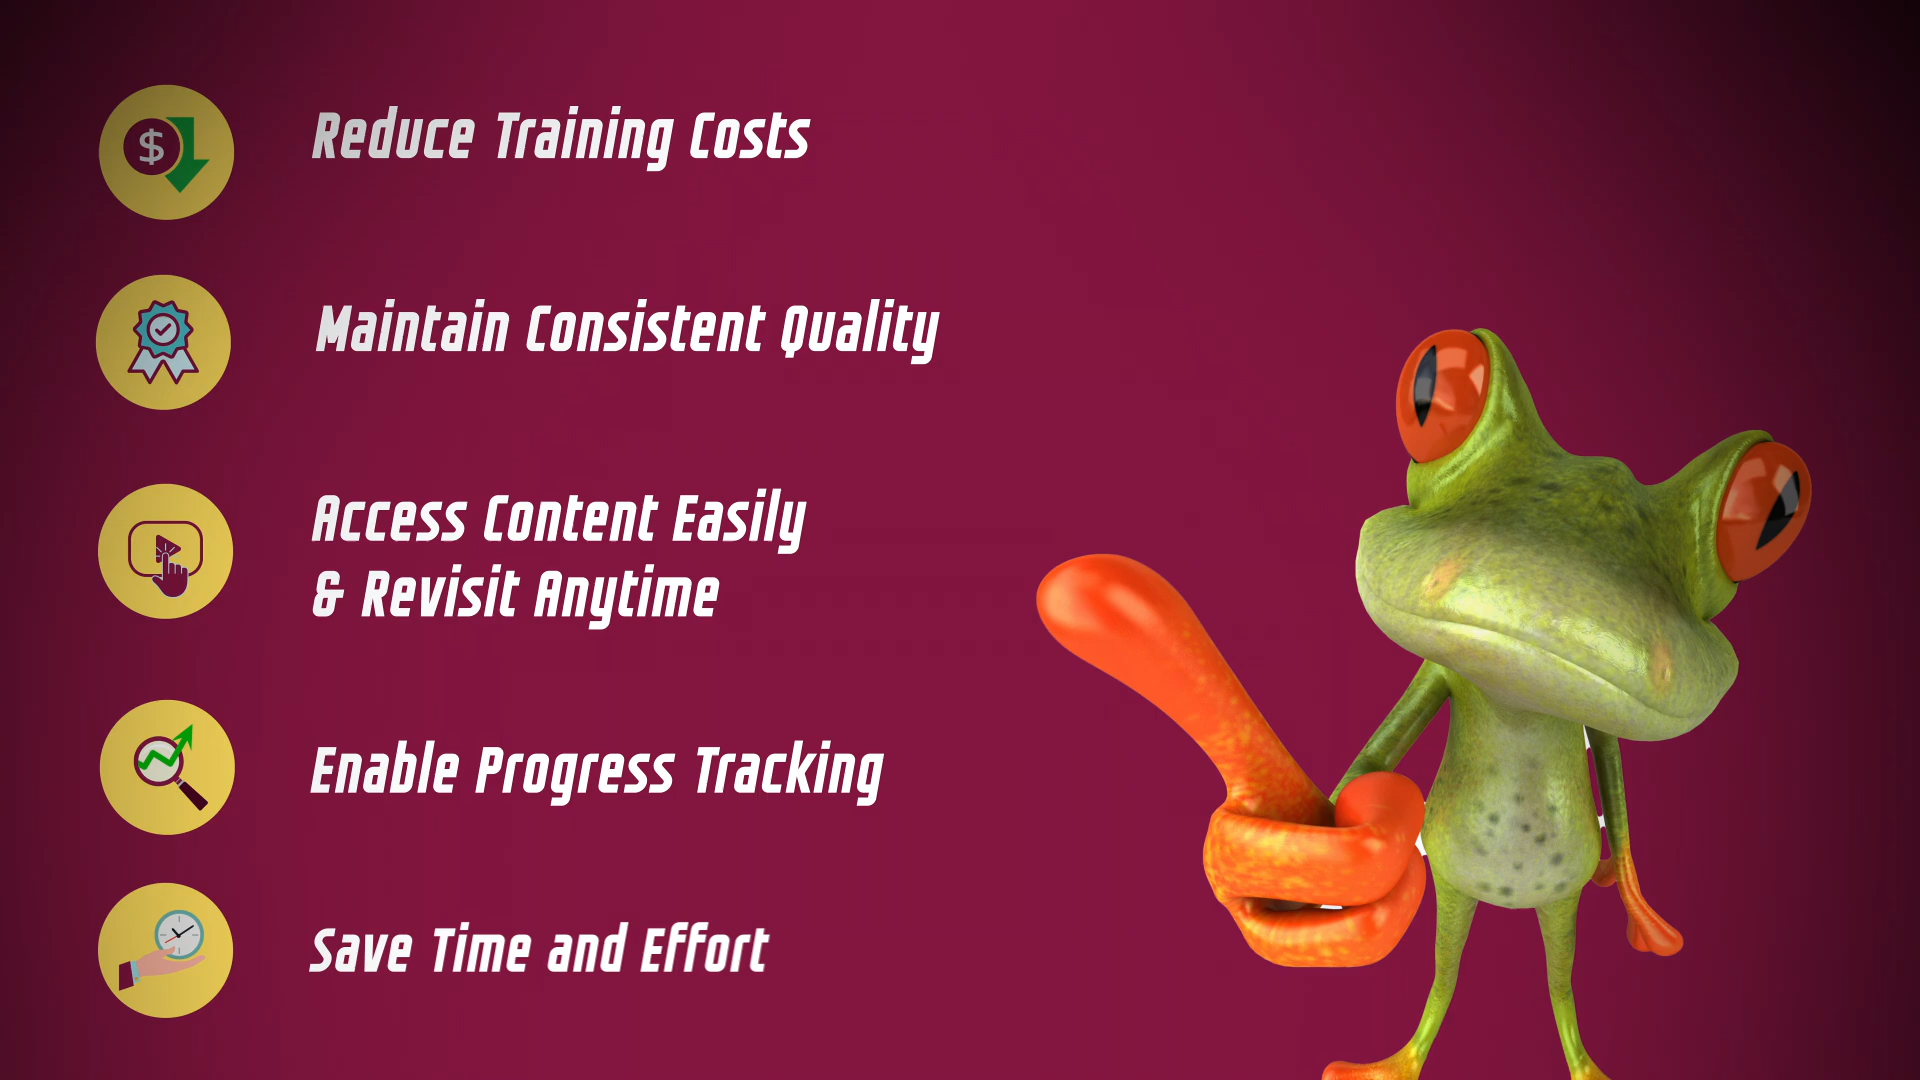 $
Reduce Training Costs
Maintain Consistent Quality
Access Content Easily
& Revisit Anytime
Enable Progress Tracking
Save Time and Effort